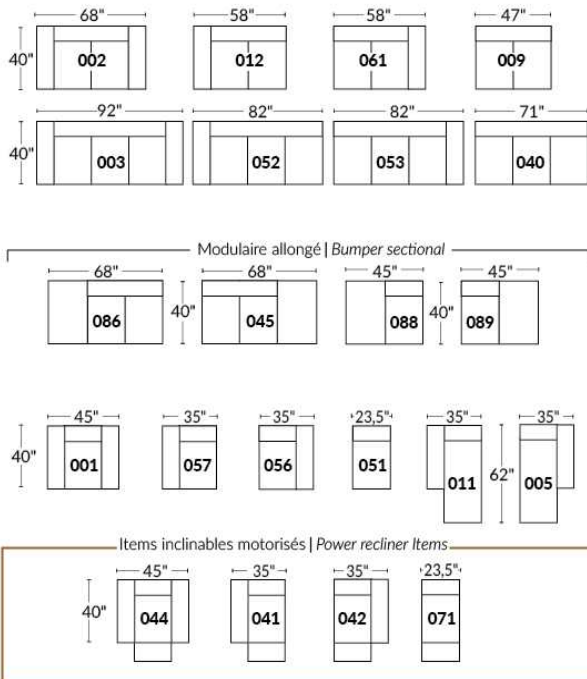 68" 58" 58" 47"
40" 002 012 061 009
92" 82" 82" 71"
40" 003 052 053 040
Modulaire allongé | Bumper sectional
68" 68" 45" 45"
086 40" 045 088 40" 089
45" 35" 35" 23,5" 35" 35"
40" 001 057 056 051 011 62" 005
Items inclinables motorisés | Power recliner Items
45" 35" 35" 23,5"
40" 044 041 042 071